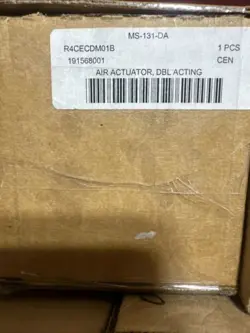 MS-131-DA
R4CECDM01B 1 PCS
191568001 CEN
AIR ACTUATOR, DBL ACTING